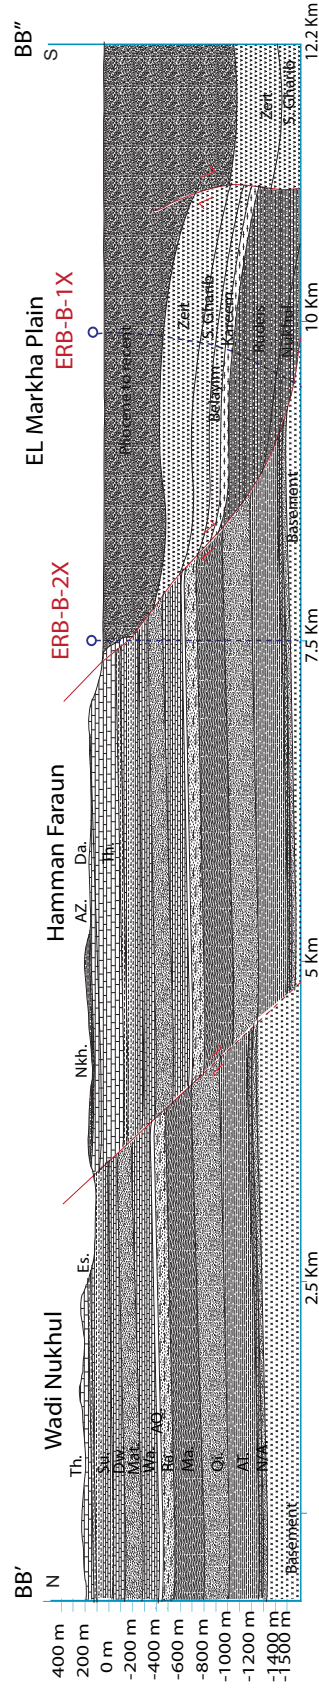 BB'
BB"
N
S
Wadi Nukhul
Hamman Faraun
EL Markha Plain
ERB-B-2X
ERB-B-1X
400 m
200 m
0 m
-200 m
-400 m
-600 m
-800 m
-1000 m
-1200 m
-1400 m
-1500 m
Th.
Es.
Nkh.
AZ.
Da.
Th.
Su.
Dw.
Mat.
Wa.
AQ.
Ra.
Ma.
Qi.
AT.
N/A.
Basement
Pliocene to recent
Zeit
S. Gharib
Belayim
Kareem
Rudeis
Nukhul
Basement
Zeit
S. Gharib
2.5 Km
5 Km
7.5 Km
10 Km
12.2 Km